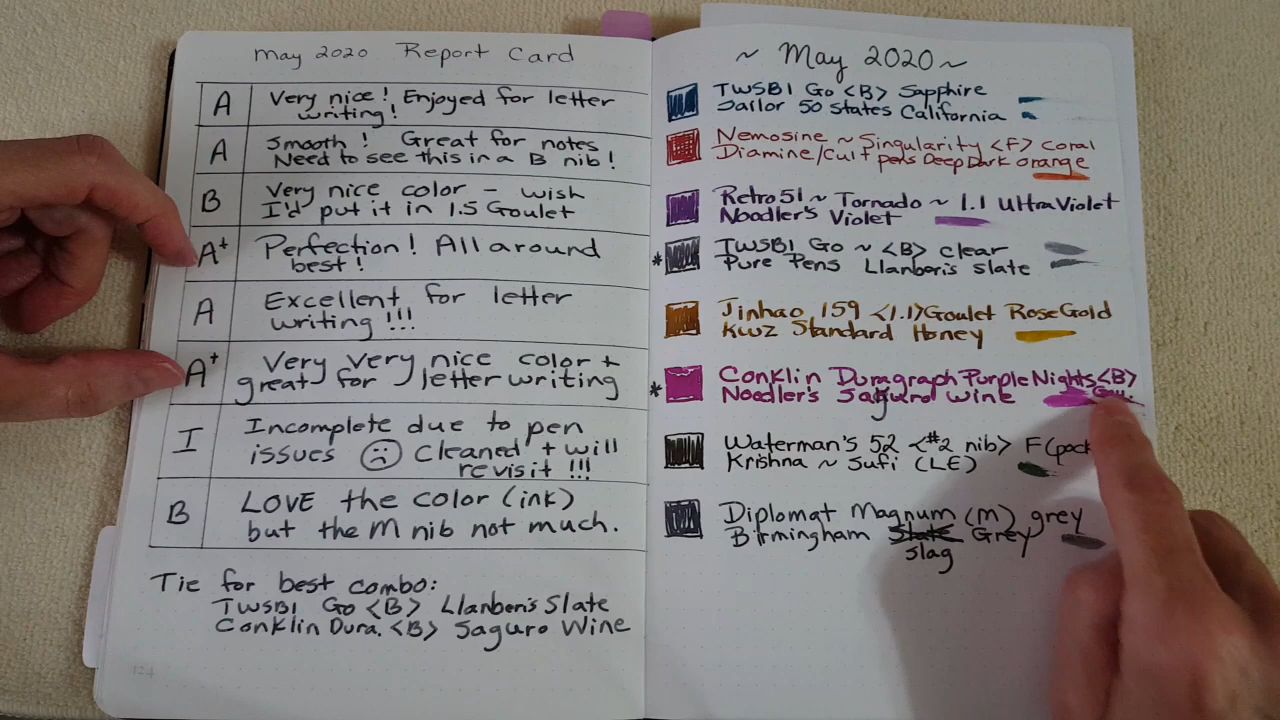 May 2020 Report Card
A
Very nice! Enjoyed for letter
writing!
A
Smooth! Great for notes
Need to see this in a B nib!
B
Very nice color - wish
I'd put it in 1.5 Goulet
A+
Perfection! All around
best!
A
Excellent for letter
writing!!!
A+
Very very nice color +
great for letter writing
I
Incomplete due to pen
issues ☹ Cleaned + will
revisit!!!
B
LOVE the color (ink)
but the M nib not much.
Tie for best combo:
TWSBI Go <B> Llanberis Slate
Conklin Dura. <B> Saguro Wine
124
~ May 2020 ~
TWSBI Go <B> Sapphire
Sailor 50 States California
Nemosine ~ Singularity <F> Coral
Diamine/Cult pens Deep Dark orange
Retro51 ~ Tornado ~ 1.1 UltraViolet
Noodler's Violet
* TWSBI Go ~ <B> clear
Pure Pens Llanberis slate
Jinhao 159 <1.1> Goulet RoseGold
KWZ Standard Honey
* Conklin Duragraph Purple Nights <B>
Noodler's Saguro wine Gou.
Waterman's 52 <#2 nib> F
Krishna ~ Sufi (LE)
Diplomat Magnum (M) grey
Birmingham State Grey
slag